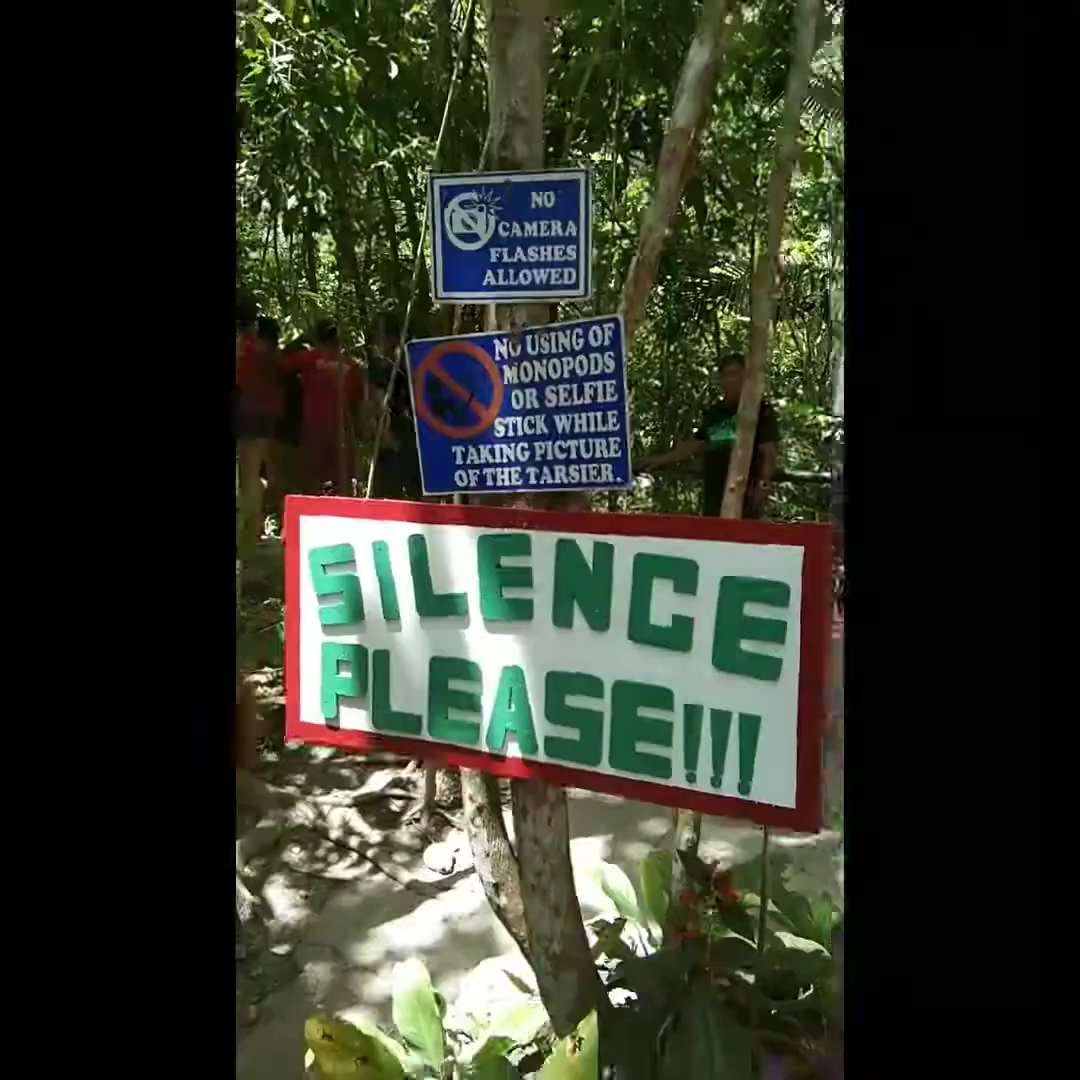 NO
CAMERA
FLASHES
ALLOWED
NO USING OF
MONOPODS
OR SELFIE
STICK WHILE
TAKING PICTURE
OF THE TARSIER.
SILENCE
PLEASE!!!